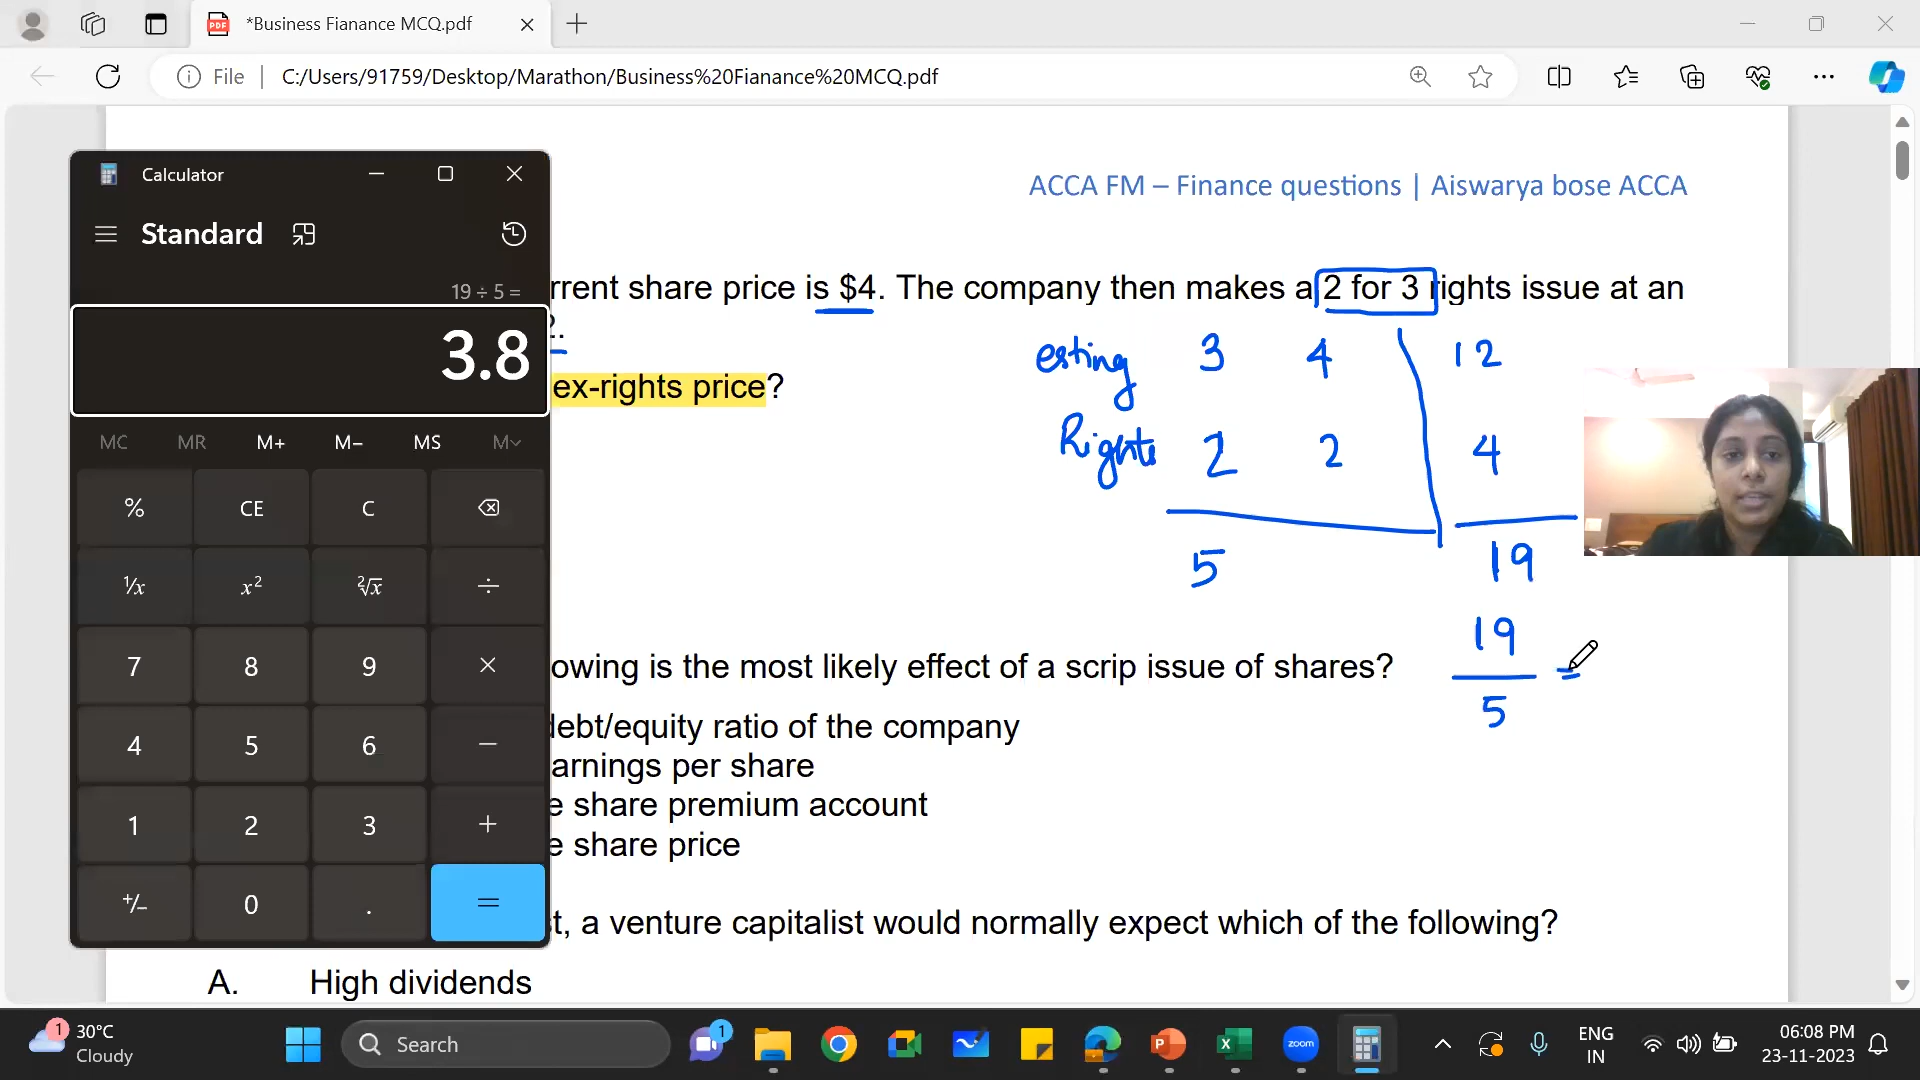 *Business Fianance MCQ.pdf
File
C:/Users/91759/Desktop/Marathon/Business%20Fianance%20MCQ.pdf
ACCA FM – Finance questions | Aiswarya bose ACCA
Calculator
Standard
19 ÷ 5 =
3.8
MC MR M+ M− MS M
% CE C
¹/x x² ²√x ÷
7 8 9 ×
4 5 6 −
1 2 3 +
+/− 0 . =
rrent share price is $4. The company then makes a 2 for 3 rights issue at an
2.
ex-rights price?
esting 3 4 12
Rights 2 2 4
5 19
19
5 =
owing is the most likely effect of a scrip issue of shares?
debt/equity ratio of the company
arnings per share
e share premium account
e share price
t, a venture capitalist would normally expect which of the following?
A. High dividends
1
30°C
Cloudy
Search
1
zoom
ENG
IN
06:08 PM
23-11-2023